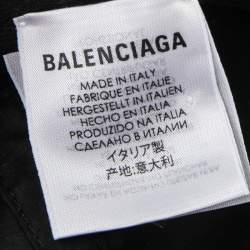 BALENCIAGA
MADE IN ITALY
FABRIQUE EN ITALIE
HERGESTELLT IN ITALIEN
HECHO EN ITALIA
PRODUZIDO NA ITALIA
СДЕЛАНО В ИТАЛИИ
イタリア製
产地:意大利